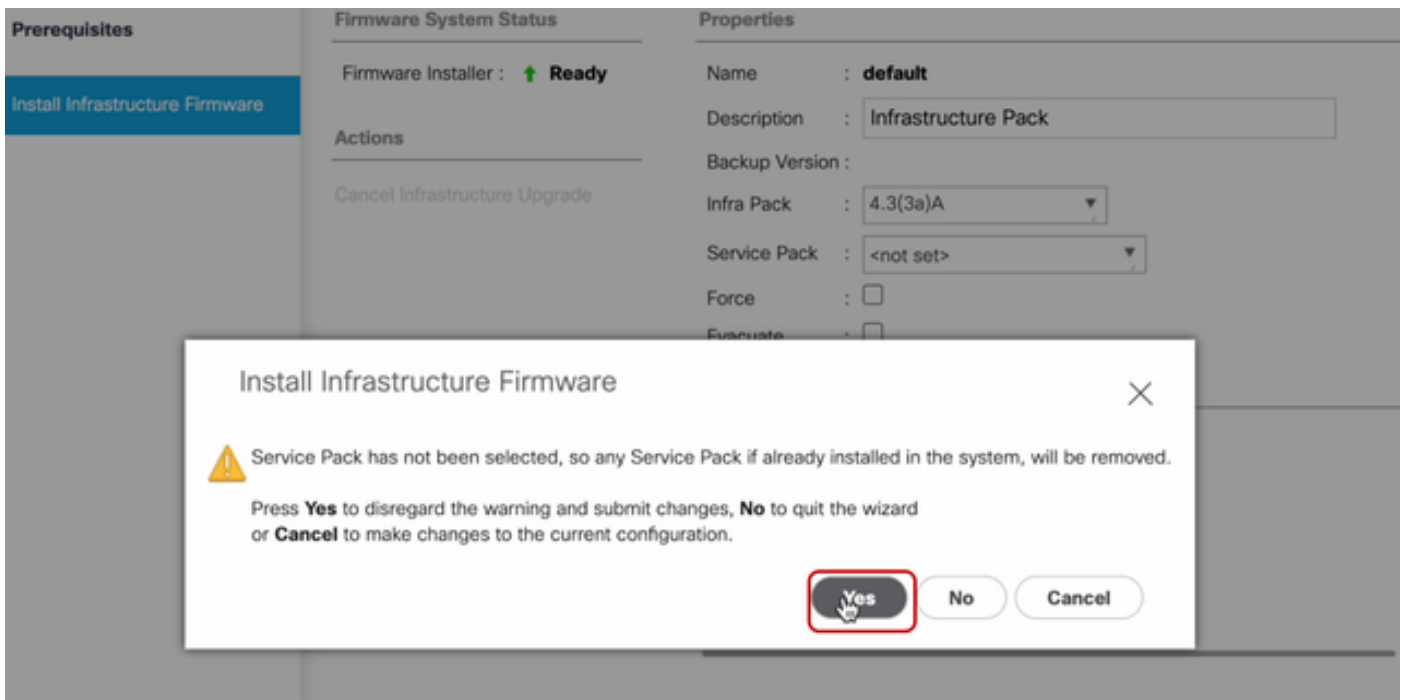 Prerequisites
Install Infrastructure Firmware
Firmware System Status
Firmware Installer : Ready
Actions
Cancel Infrastructure Upgrade
Properties
Name : default
Description : Infrastructure Pack
Backup Version :
Infra Pack : 4.3(3a)A
Service Pack : <not set>
Force :
Evacuate :
Install Infrastructure Firmware
Service Pack has not been selected, so any Service Pack if already installed in the system, will be removed.
Press Yes to disregard the warning and submit changes, No to quit the wizard
or Cancel to make changes to the current configuration.
Yes No Cancel